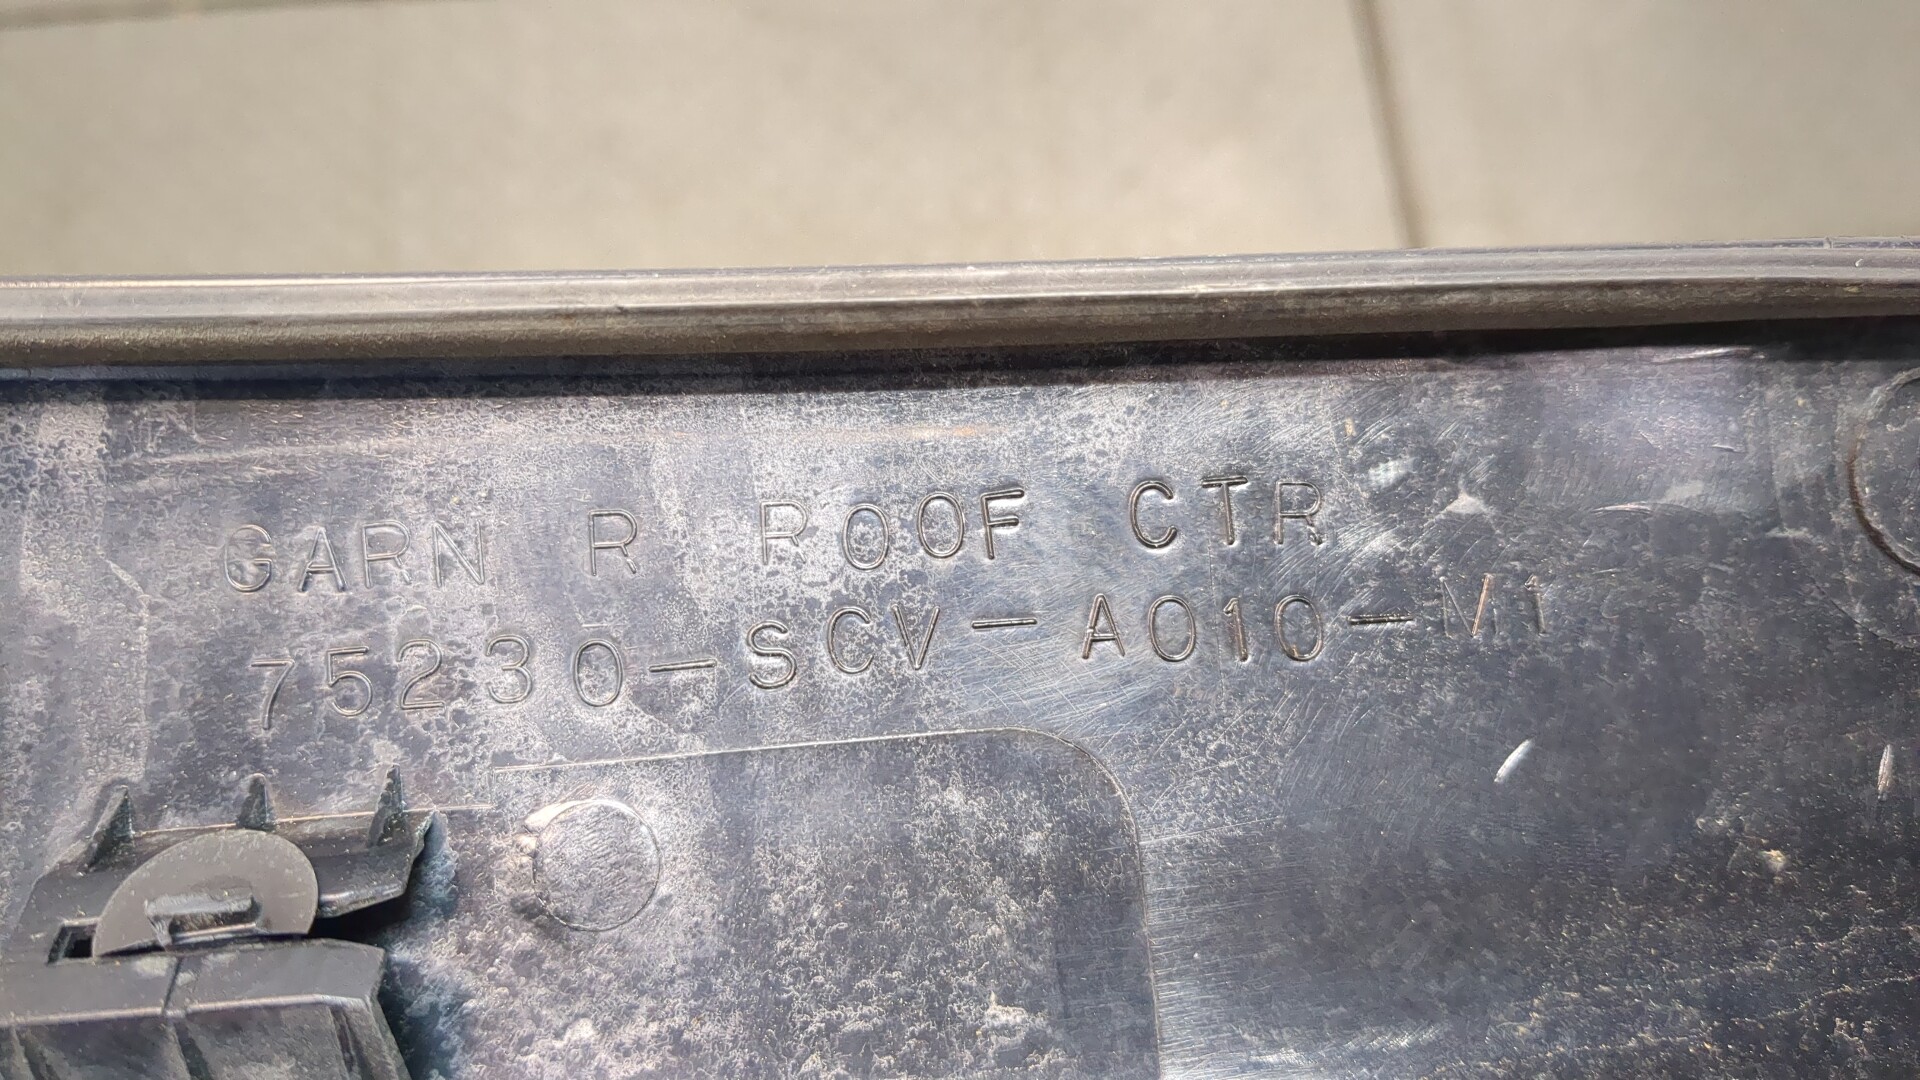 GARN R ROOF CTR
75230-SCV-A010-M1